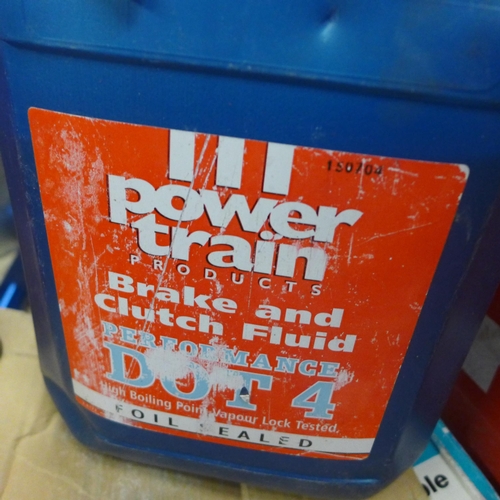 150704
power
train
PRODUCTS
Brake and
Clutch Fluid
PERFORMANCE
DOT 4
High Boiling Point, Vapour Lock Tested,
FOIL SEALED